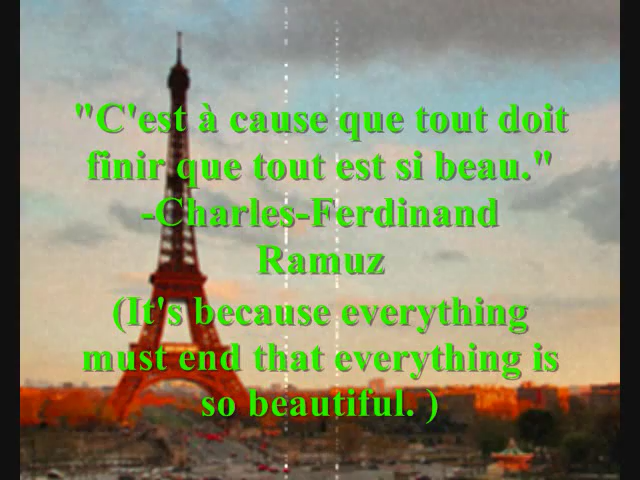 "C'est à cause que tout doit
finir que tout est si beau."
-Charles-Ferdinand
Ramuz
(It's because everything
must end that everything is
so beautiful. )